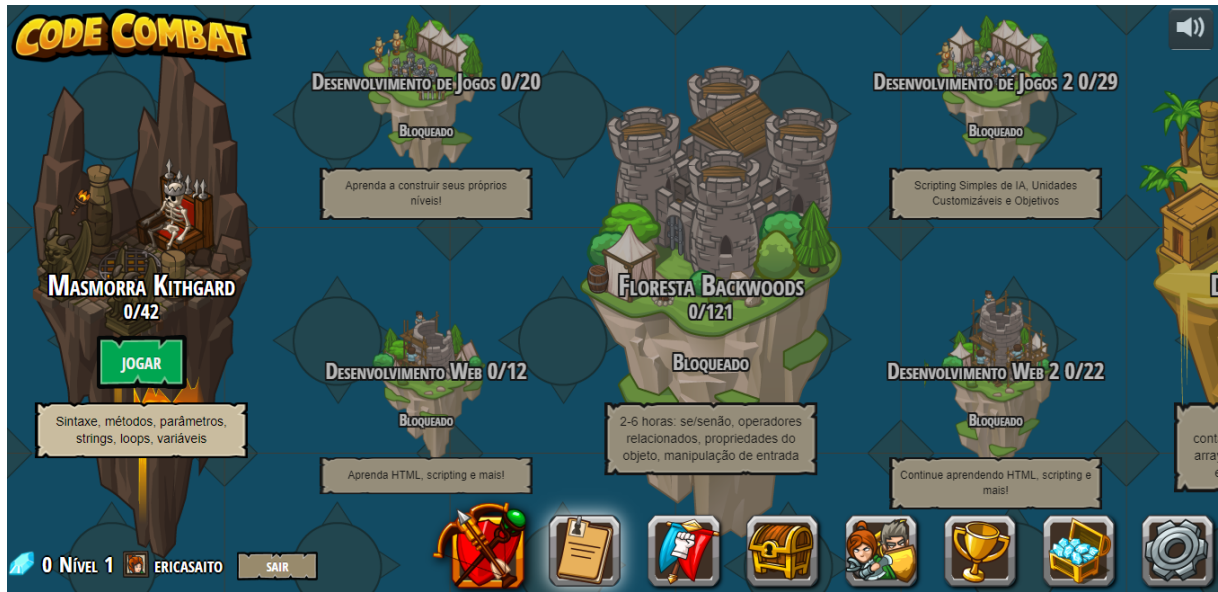 CODE COMBAT
Desenvolvimento de Jogos 0/20
Bloqueado
Aprenda a construir seus próprios
níveis!
Desenvolvimento de Jogos 2 0/29
Bloqueado
Scripting Simples de IA, Unidades
Customizáveis e Objetivos
Masmorra Kithgard
0/42
JOGAR
Sintaxe, métodos, parâmetros,
strings, loops, variáveis
Desenvolvimento Web 0/12
Bloqueado
Aprenda HTML, scripting e mais!
Floresta Backwoods
0/121
Bloqueado
2-6 horas: se/senão, operadores
relacionados, propriedades do
objeto, manipulação de entrada
Desenvolvimento Web 2 0/22
Bloqueado
Continue aprendendo HTML, scripting e
mais!
0 Nível 1 ericasaito SAIR